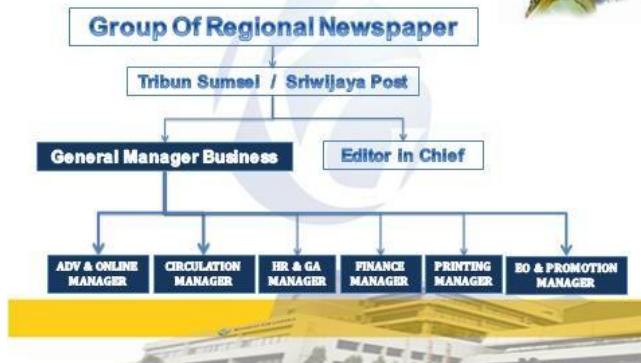 Group Of Regional Newspaper
Tribun Sumsel / Sriwijaya Post
General Manager Business
Editor in Chief
ADV & ONLINE
MANAGER
CIRCULATION
MANAGER
HR & GA
MANAGER
FINANCE
MANAGER
PRINTING
MANAGER
EO & PROMOTION
MANAGER